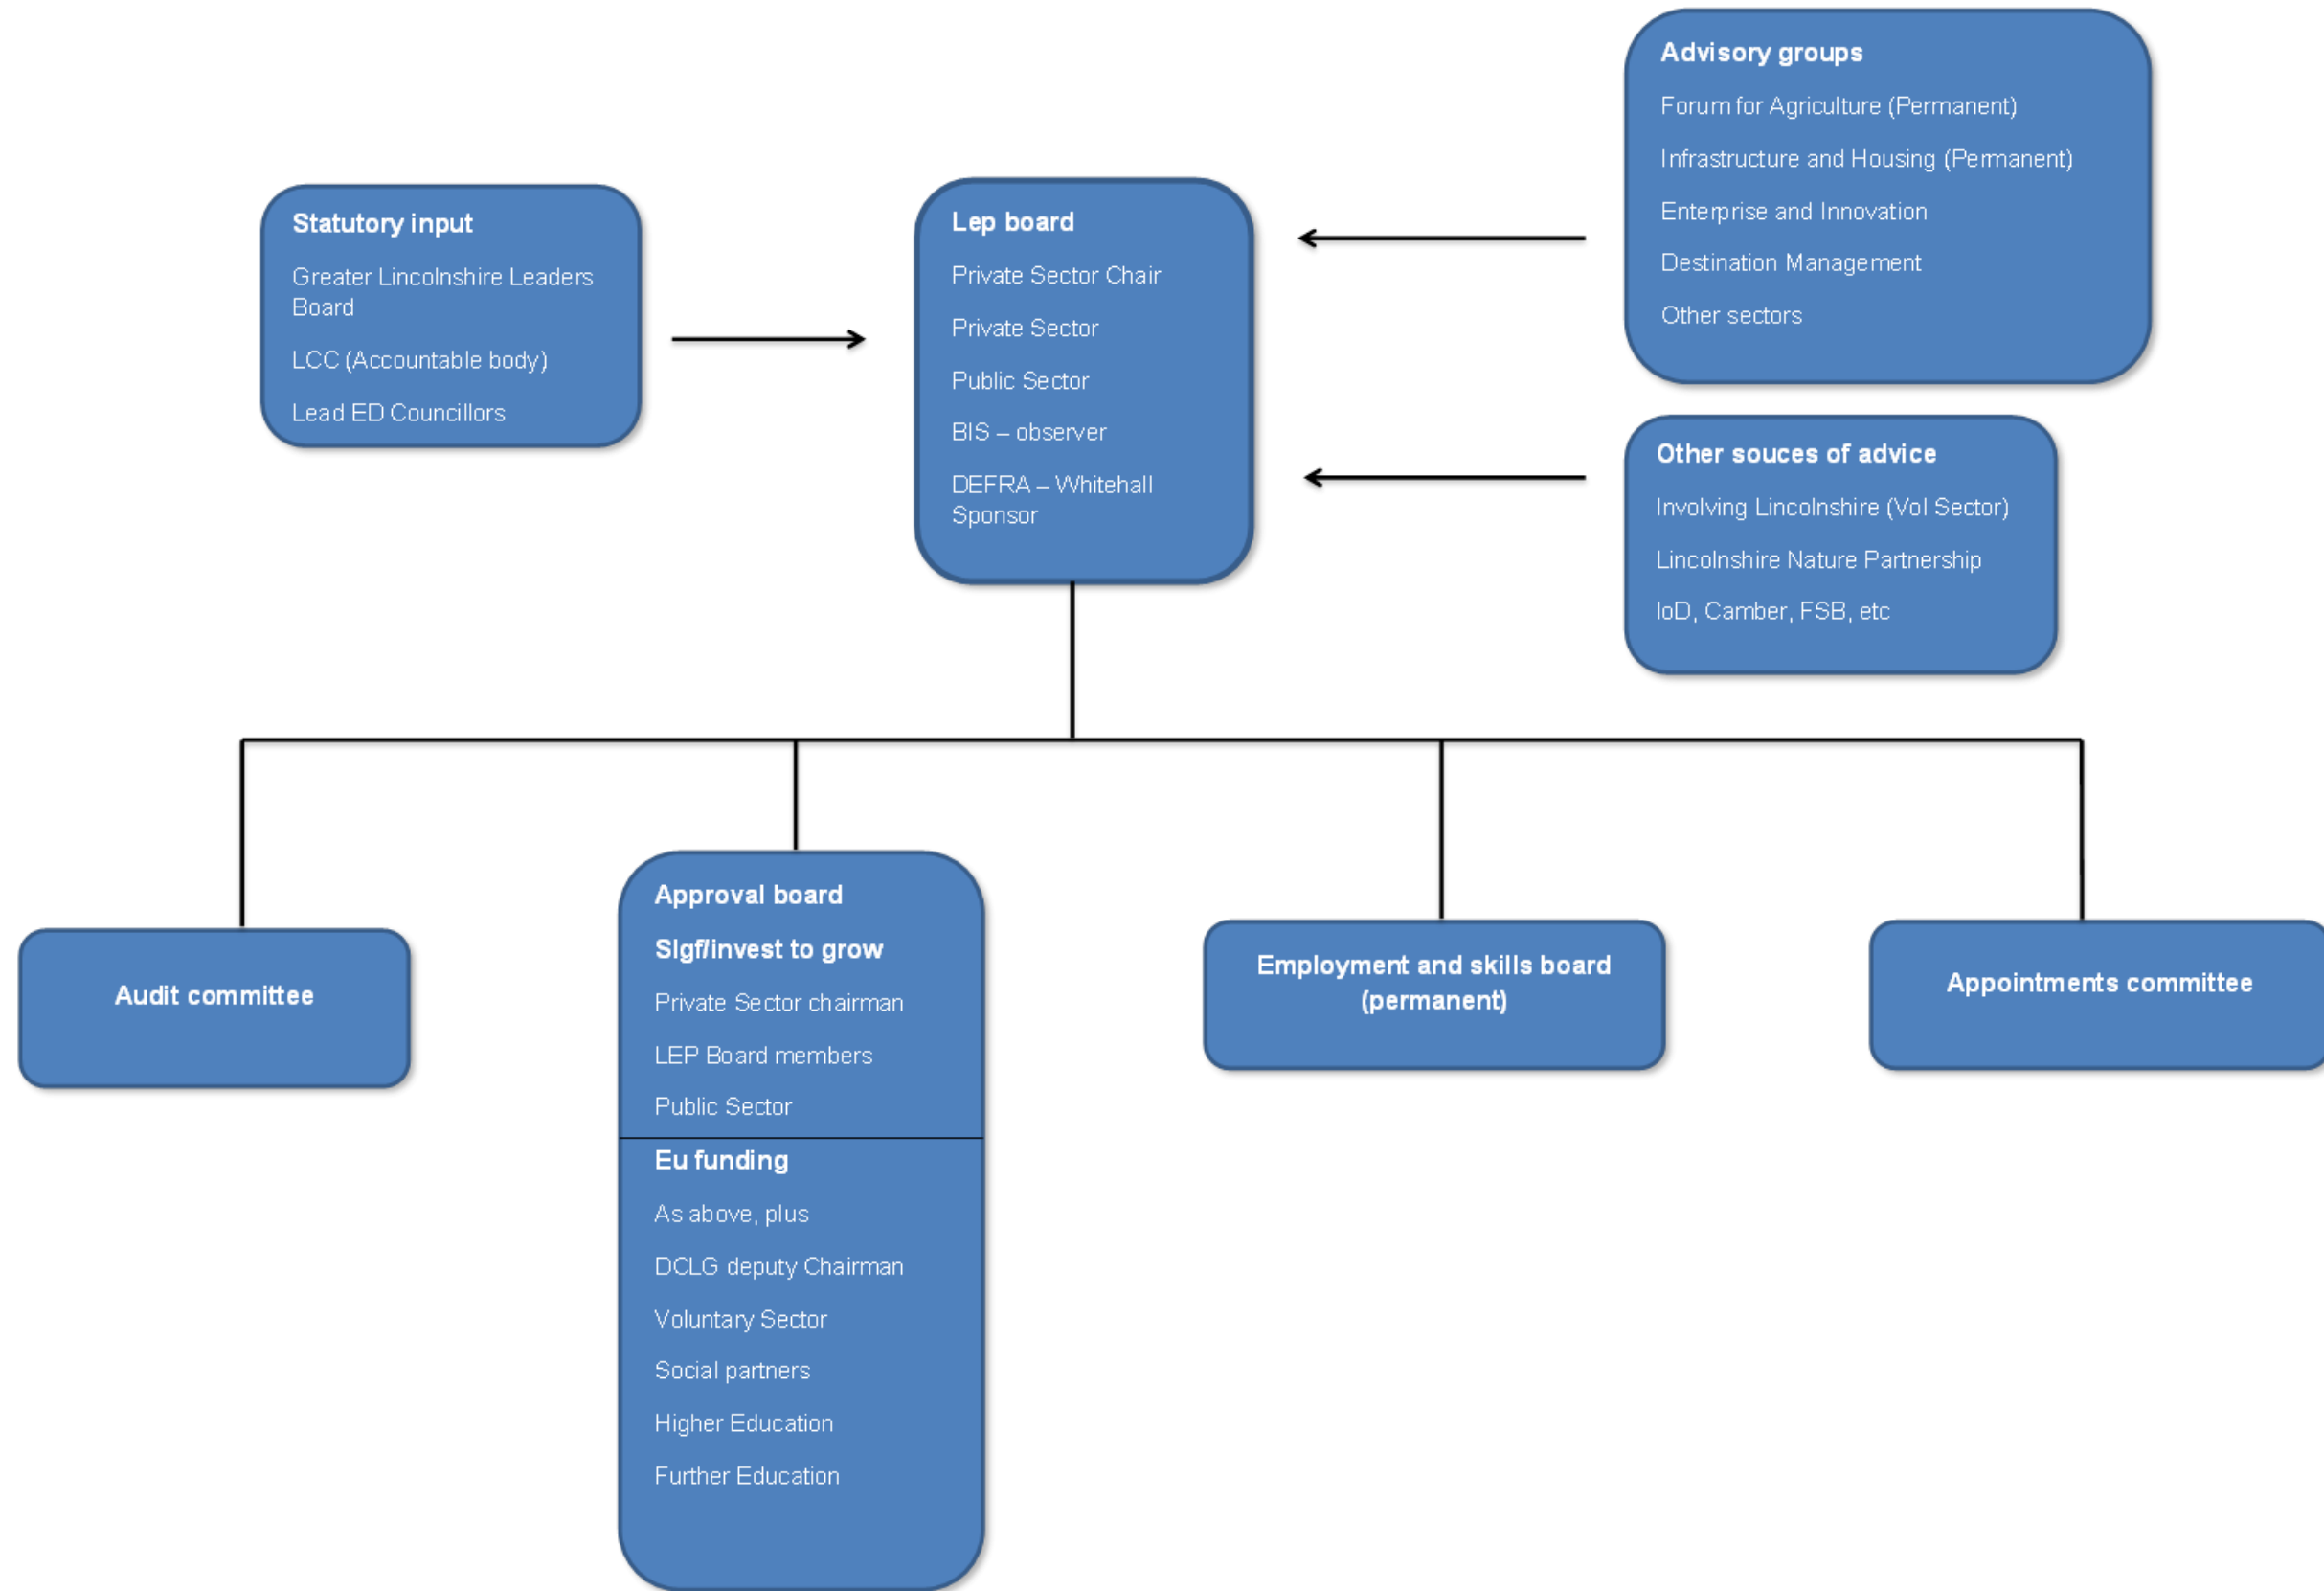 Advisory groups
Forum for Agriculture (Permanent)
Infrastructure and Housing (Permanent)
Enterprise and Innovation
Destination Management
Other sectors
Statutory input
Greater Lincolnshire Leaders
Board
LCC (Accountable body)
Lead ED Councillors
Lep board
Private Sector Chair
Private Sector
Public Sector
BIS – observer
DEFRA – Whitehall
Sponsor
Other souces of advice
Involving Lincolnshire (Vol Sector)
Lincolnshire Nature Partnership
IoD, Camber, FSB, etc
Audit committee
Approval board
Slgf/invest to grow
Private Sector chairman
LEP Board members
Public Sector
Eu funding
As above, plus
DCLG deputy Chairman
Voluntary Sector
Social partners
Higher Education
Further Education
Employment and skills board
(permanent)
Appointments committee